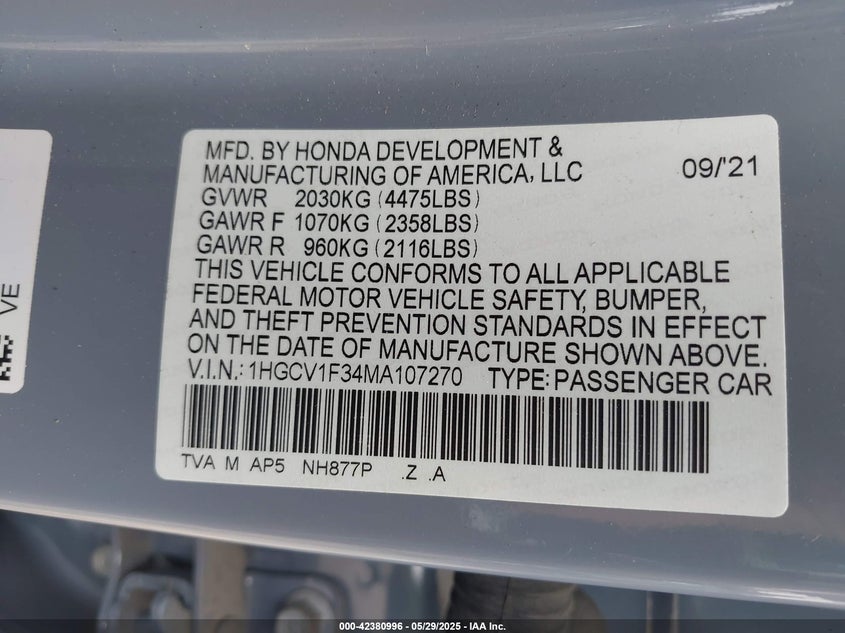 MFD. BY HONDA DEVELOPMENT &
MANUFACTURING OF AMERICA, LLC 09/'21
GVWR 2030KG (4475LBS)
GAWR F 1070KG (2358LBS)
GAWR R 960KG (2116LBS)
THIS VEHICLE CONFORMS TO ALL APPLICABLE
FEDERAL MOTOR VEHICLE SAFETY, BUMPER,
AND THEFT PREVENTION STANDARDS IN EFFECT
ON THE DATE OF MANUFACTURE SHOWN ABOVE.
V.I.N.: 1HGCV1F34MA107270 TYPE: PASSENGER CAR
TVA M AP5 NH877P .Z .A
VE
000-42380996 | 05/29/2025 - IAA Inc.